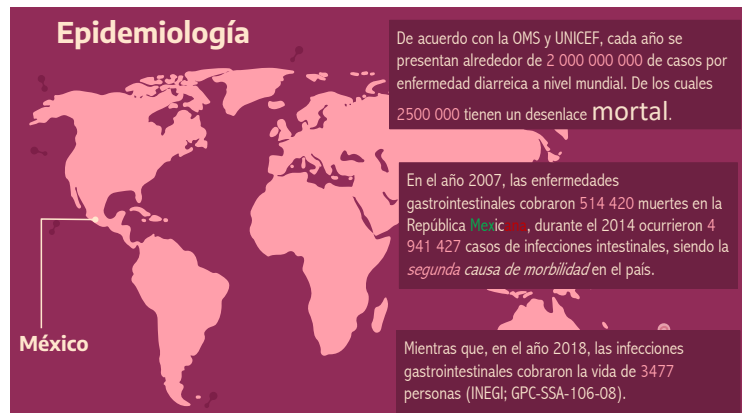 Epidemiología
De acuerdo con la OMS y UNICEF, cada año se
presentan alrededor de 2 000 000 000 de casos por
enfermedad diarreica a nivel mundial. De los cuales
2500 000 tienen un desenlace mortal.
En el año 2007, las enfermedades
gastrointestinales cobraron 514 420 muertes en la
República Mexicana, durante el 2014 ocurrieron 4
941 427 casos de infecciones intestinales, siendo la
segunda causa de morbilidad en el país.
México
Mientras que, en el año 2018, las infecciones
gastrointestinales cobraron la vida de 3477
personas (INEGI; GPC-SSA-106-08).